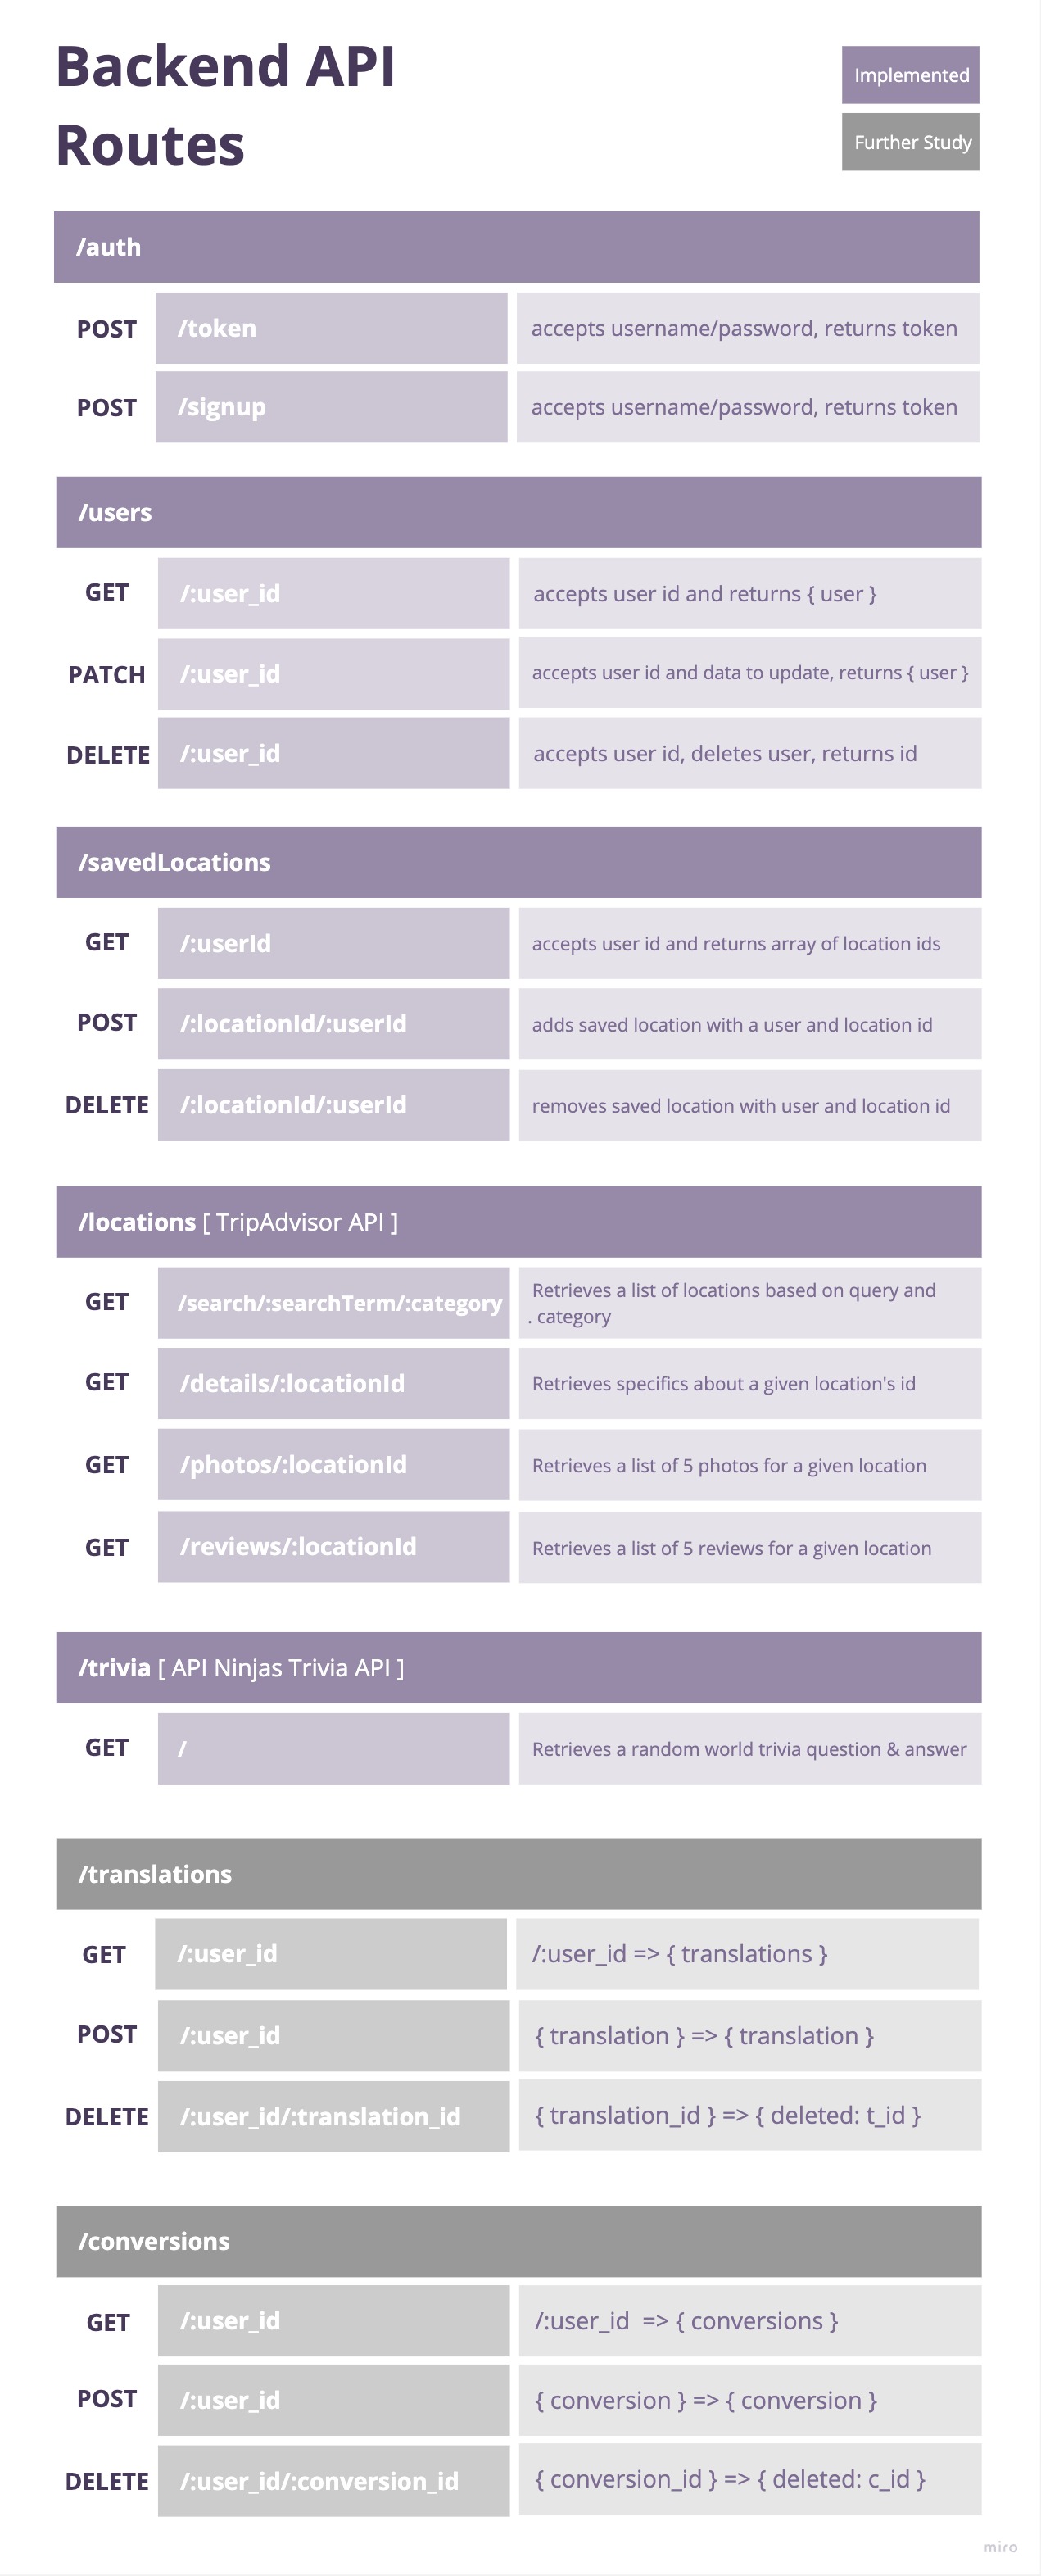 Backend API
Routes
Implemented
Further Study
/auth
POST /token accepts username/password, returns token
POST /signup accepts username/password, returns token
/users
GET /:user_id accepts user id and returns { user }
PATCH /:user_id accepts user id and data to update, returns { user }
DELETE /:user_id accepts user id, deletes user, returns id
/savedLocations
GET /:userId accepts user id and returns array of location ids
POST /:locationId/:userId adds saved location with a user and location id
DELETE /:locationId/:userId removes saved location with user and location id
/locations [ TripAdvisor API ]
GET /search/:searchTerm/:category Retrieves a list of locations based on query and
. category
GET /details/:locationId Retrieves specifics about a given location's id
GET /photos/:locationId Retrieves a list of 5 photos for a given location
GET /reviews/:locationId Retrieves a list of 5 reviews for a given location
/trivia [ API Ninjas Trivia API ]
GET / Retrieves a random world trivia question & answer
/translations
GET /:user_id /:user_id => { translations }
POST /:user_id { translation } => { translation }
DELETE /:user_id/:translation_id { translation_id } => { deleted: t_id }
/conversions
GET /:user_id /:user_id => { conversions }
POST /:user_id { conversion } => { conversion }
DELETE /:user_id/:conversion_id { conversion_id } => { deleted: c_id }
miro